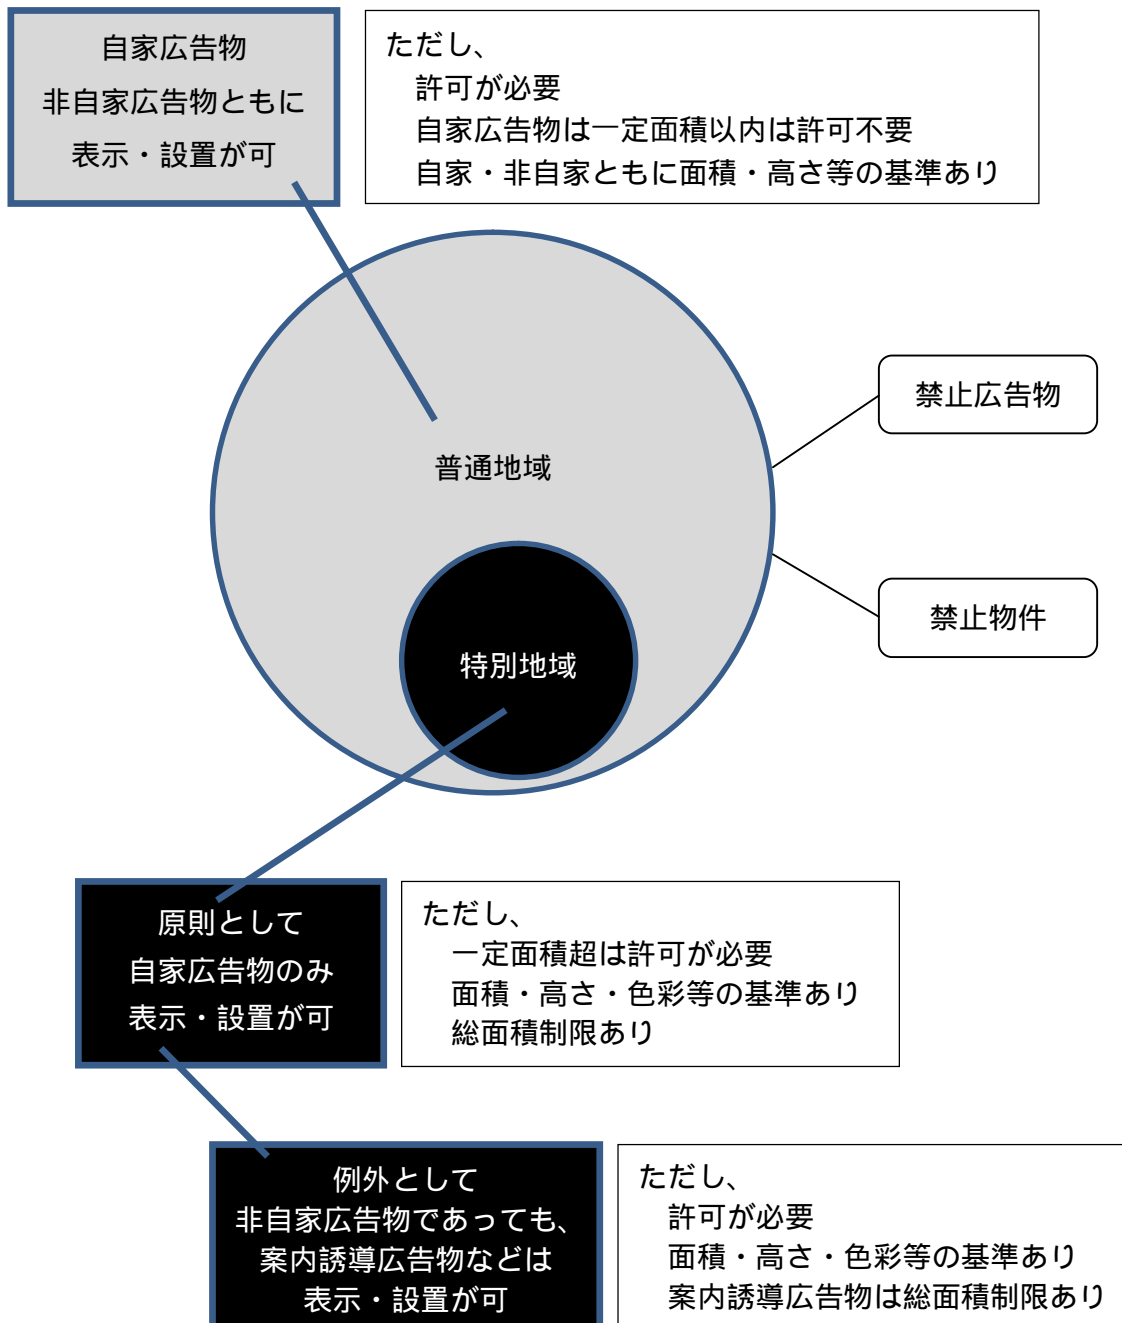 自家広告物
非自家広告物ともに
表示・設置が可
ただし、
許可が必要
自家広告物は一定面積以内は許可不要
自家・非自家ともに面積・高さ等の基準あり
禁止広告物
普通地域
禁止物件
特別地域
原則として
自家広告物のみ
表示・設置が可
ただし、
一定面積超は許可が必要
面積・高さ・色彩等の基準あり
総面積制限あり
例外として
非自家広告物であっても、
案内誘導広告物などは
表示・設置が可
ただし、
許可が必要
面積・高さ・色彩等の基準あり
案内誘導広告物は総面積制限あり